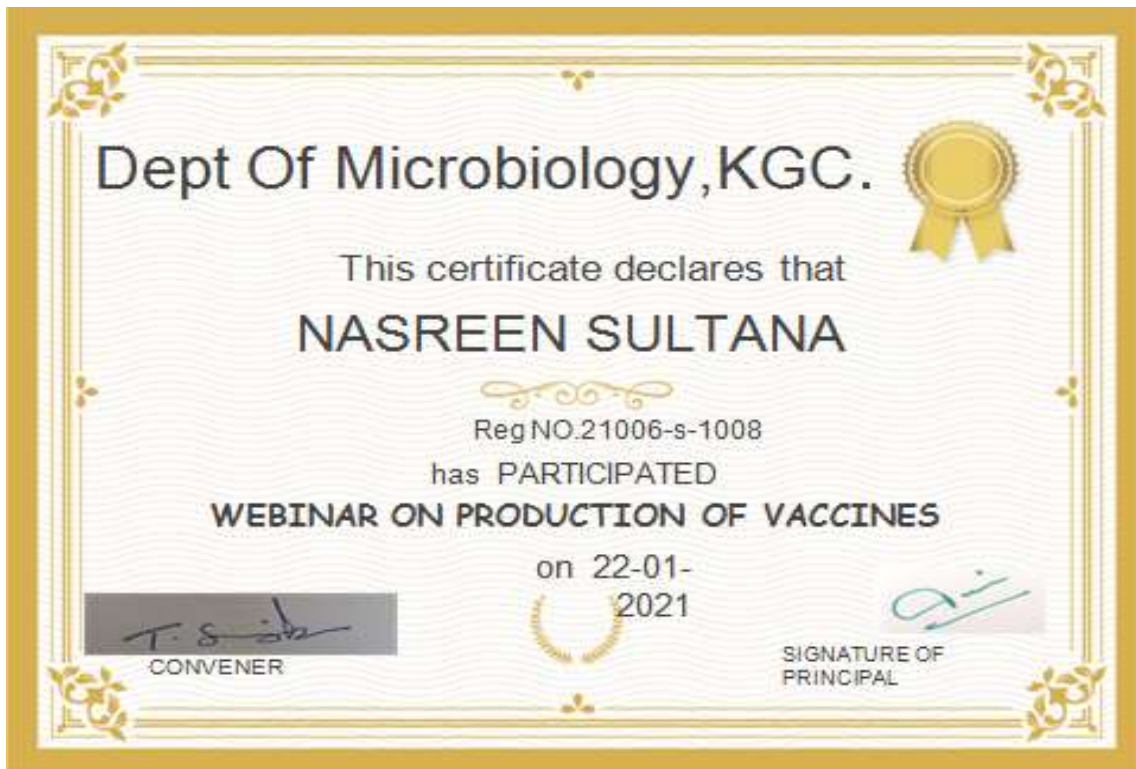 Dept Of Microbiology,KGC.
This certificate declares that
NASREEN SULTANA
Reg NO.21006-s-1008
has PARTICIPATED
WEBINAR ON PRODUCTION OF VACCINES
on 22-01-
2021
CONVENER
SIGNATURE OF
PRINCIPAL